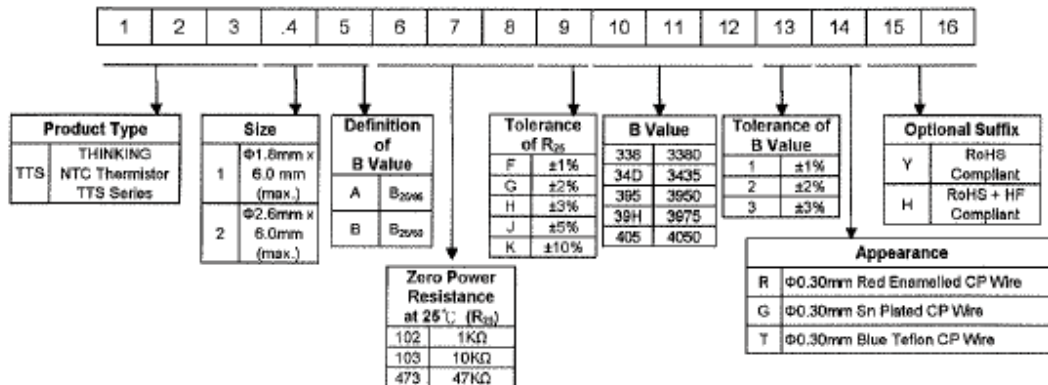 1 2 3 .4 5 6 7 8 9 10 11 12 13 14 15 16
Product Type
TTS THINKING
NTC Thermistor
TTS Series
Size
1 Φ1.8mm x
6.0 mm
(max.)
2 Φ2.6mm x
6.0mm
(max.)
Definition
of
B Value
A B25/85
B B25/50
Zero Power
Resistance
at 25℃ (R25)
102 1KΩ
103 10KΩ
473 47KΩ
Tolerance
of R25
F ±1%
G ±2%
H ±3%
J ±5%
K ±10%
B Value
338 3380
34D 3435
395 3950
39H 3975
405 4050
Tolerance of
B Value
1 ±1%
2 ±2%
3 ±3%
Optional Suffix
Y RoHS
Compliant
H RoHS + HF
Compliant
Appearance
R Φ0.30mm Red Enamelled CP Wire
G Φ0.30mm Sn Plated CP Wire
T Φ0.30mm Blue Teflon CP Wire